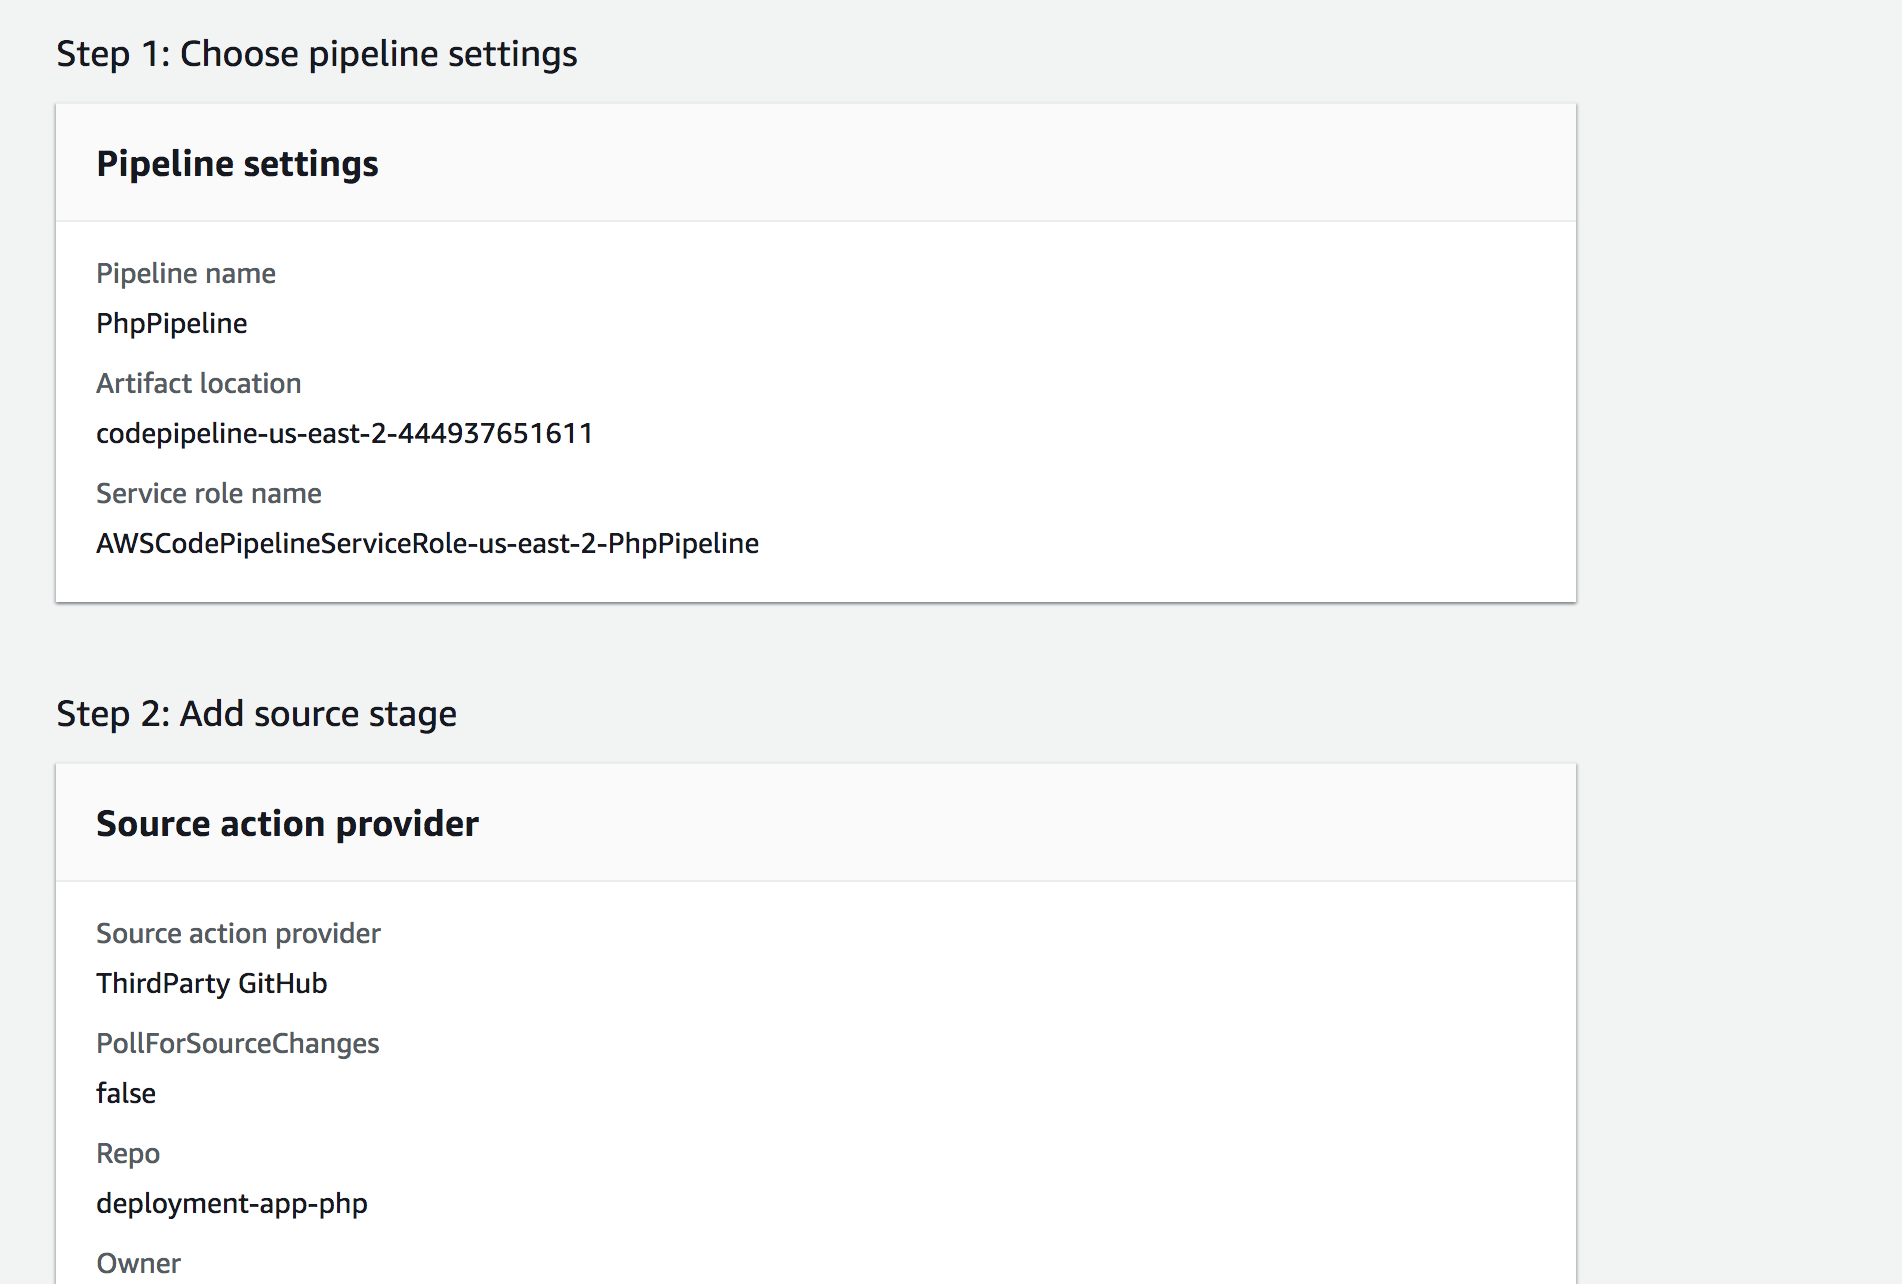 Step 1: Choose pipeline settings
Pipeline settings
Pipeline name
PhpPipeline
Artifact location
codepipeline-us-east-2-444937651611
Service role name
AWSCodePipelineServiceRole-us-east-2-PhpPipeline
Step 2: Add source stage
Source action provider
Source action provider
ThirdParty GitHub
PollForSourceChanges
false
Repo
deployment-app-php
Owner